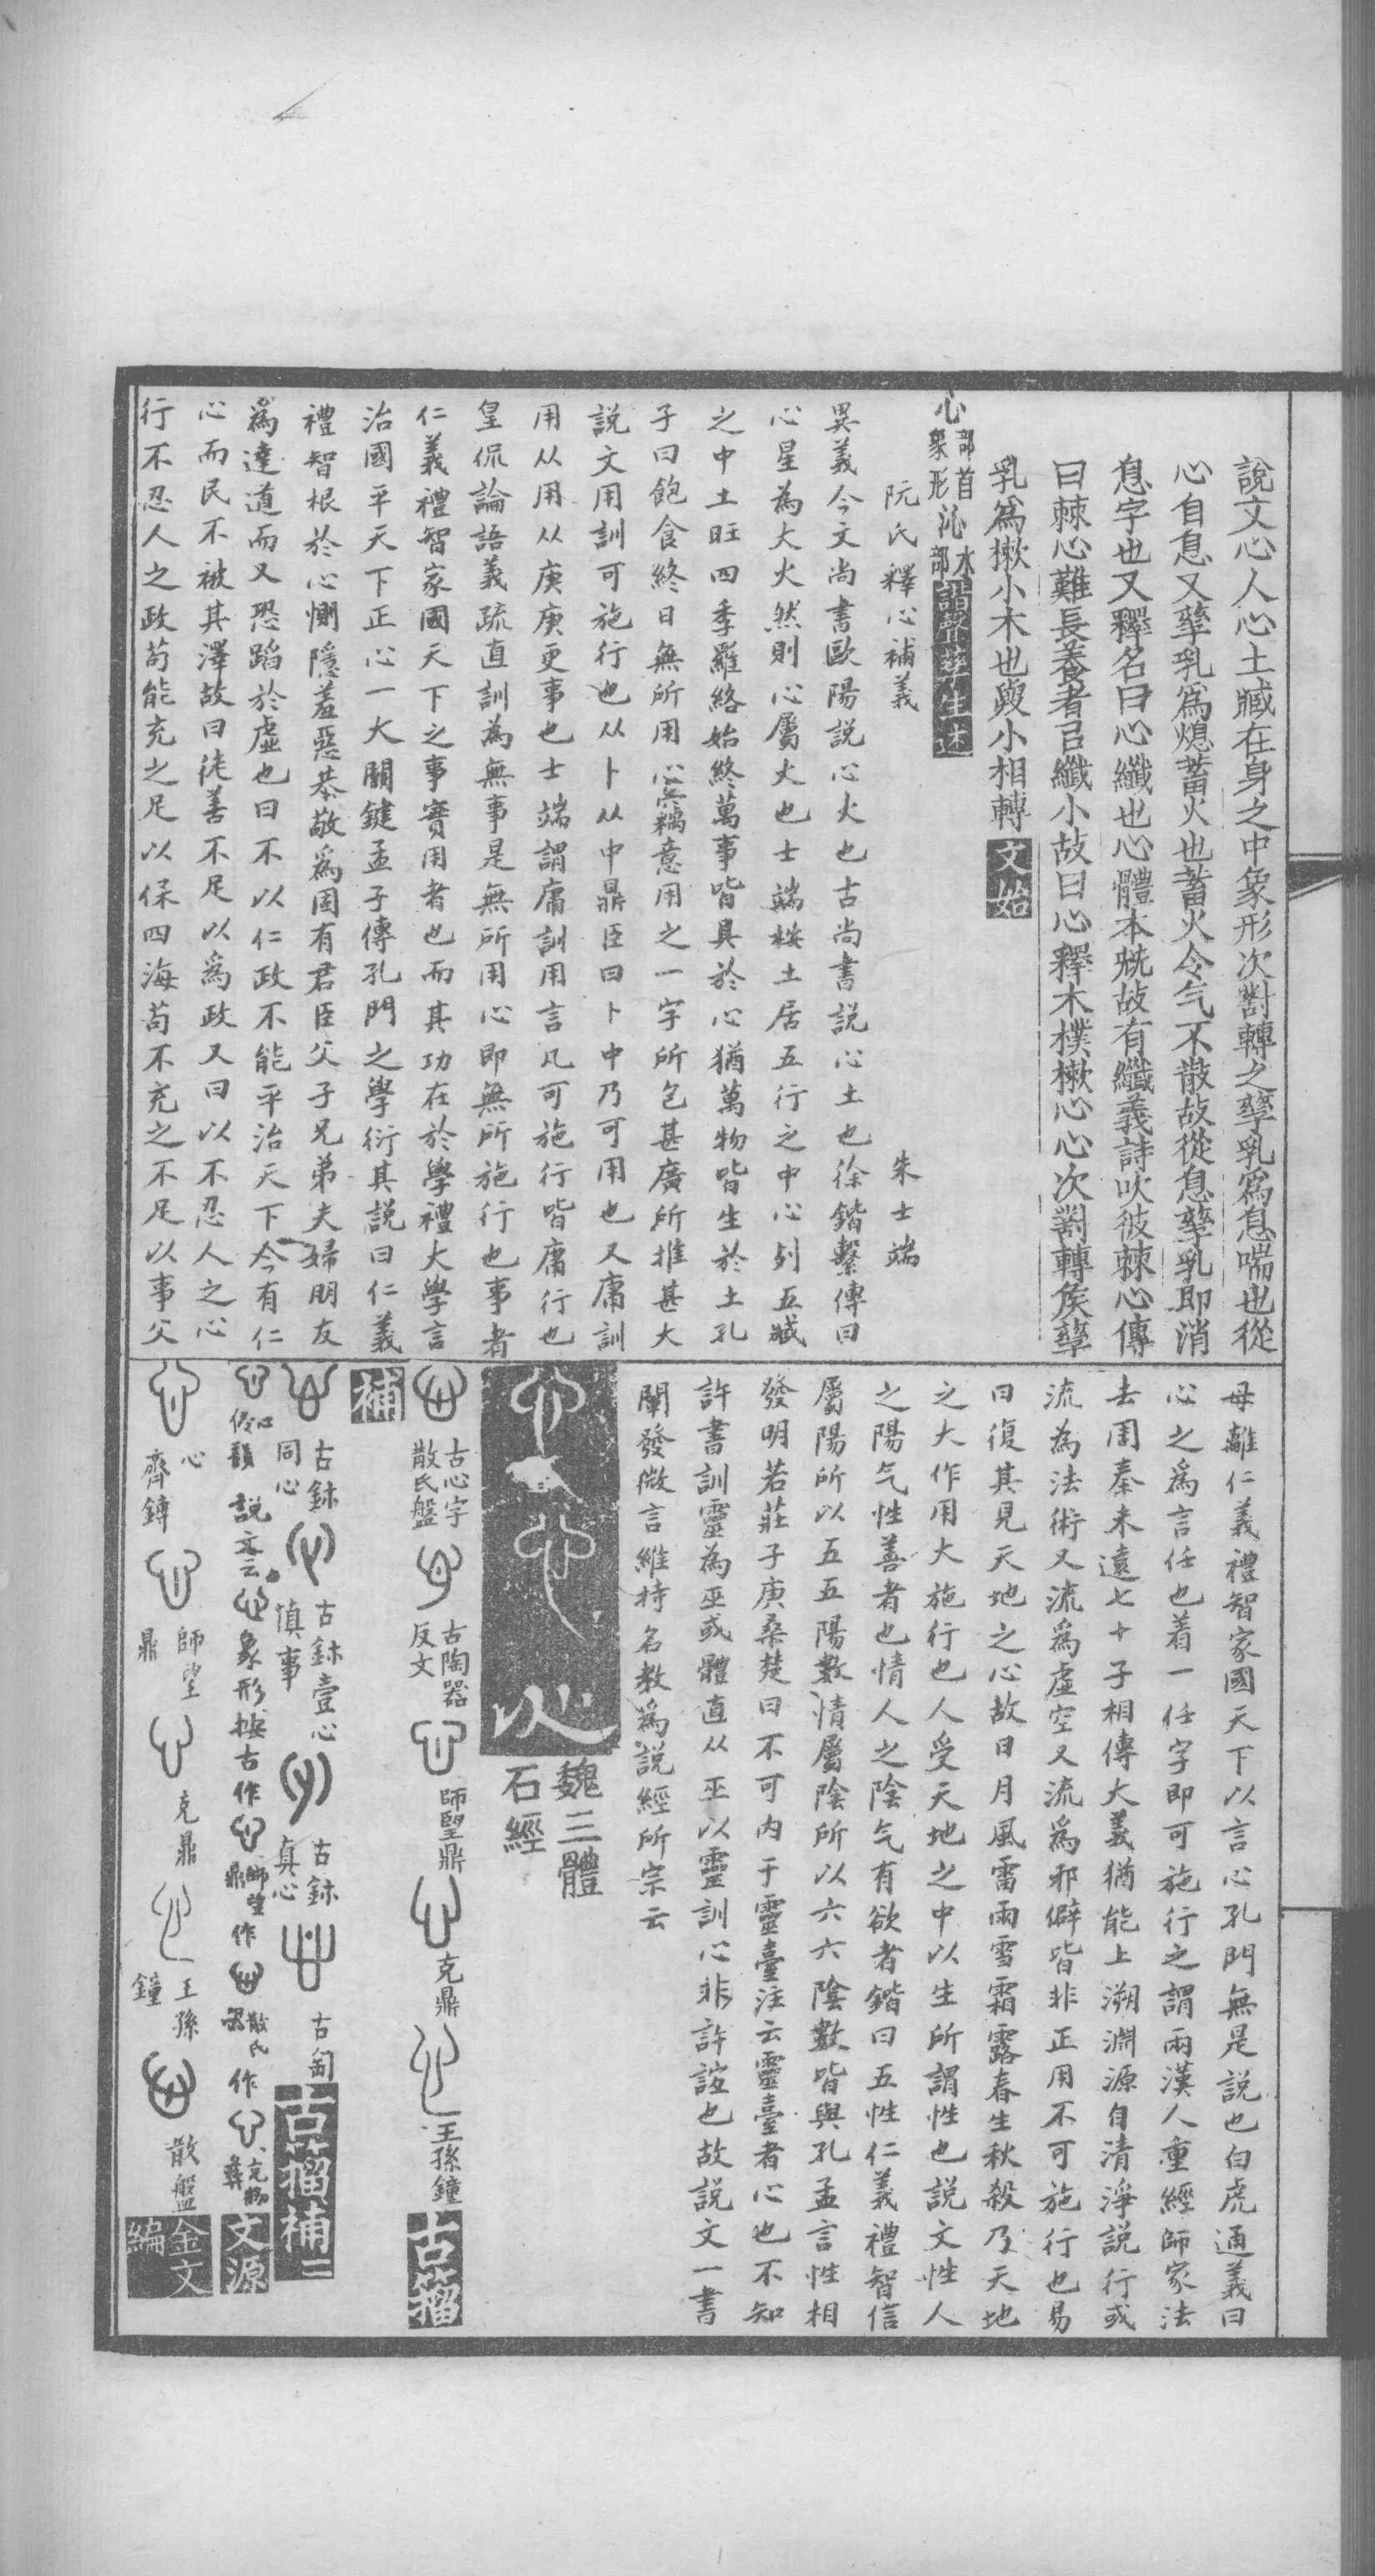 說文心人心土臧在身之中象形次對轉之孳乳爲息喘也從
心自息又孳乳爲熄蓄火也蓄火令气不散故從息孳乳卽消
息字也又釋名曰心纖也心體本㷀故有纖義詩吹彼棘心傳
曰棘心難長養者㠯纖小故曰心釋木樸樕心心次對轉矦孳
乳爲樕小木也與小相轉 文始
心 部首 象形 沁 水部 諧聲孳生述
阮氏釋心補義 朱士端
異義今文尚書歐陽説心火也古尚書説心土也徐鍇繫傳曰
心星為大火然則心屬火也士端桉土居五行之中心列五臧
之中土旺四季羅絡始終萬事皆具於心猶萬物皆生於土孔
子曰飽食終日無所用心竊意用之一字所包甚廣所推甚大
説文用訓可施行也从卜从中鼎臣曰卜中乃可用也又庸訓
用从用从庚庚更事也士端謂庸訓用言凡可施行皆庸行也
皇侃論語義疏直訓為無事是無所用心即無所施行也事者
仁義禮智家國天下之事實用者也而其功在於學禮大學言
治國平天下正心一大關鍵孟子傳孔門之學衍其説曰仁義
禮智根於心惻隱羞惡恭敬爲固有君臣父子兄弟夫婦朋友
爲達道而又恐蹈於虛也曰不以仁政不能平治天下今有仁
心而民不被其澤故曰徒善不足以爲政又曰以不忍人之心
行不忍人之政苟能充之足以保四海苟不充之不足以事父
母離仁義禮智家國天下以言心孔門無是説也白虎通義曰
心之爲言任也着一任字即可施行之謂兩漢人重經師家法
去周秦未遠七十子相傳大義猶能上溯淵源自清淨説行或
流為法術又流爲虛空又流爲邪僻皆非正用不可施行也易
曰復其見天地之心故日月風雷雨雪霜露春生秋殺乃天地
之大作用大施行也人受天地之中以生所謂性也説文性人
之陽气性善者也情人之陰气有欲者鍇曰五性仁義禮智信
屬陽所以五五陽數情屬陰所以六六陰數皆與孔孟言性相
發明若莊子庚桑楚曰不可内于靈臺注云靈臺者心也不知
許書訓靈為巫或體直从巫以靈訓心非許誼也故説文一書
闡發微言維持名教爲説經所宗云
心 魏三體石經
古心字散氏盤 古陶器反文 師朢鼎 克鼎 王孫鐘 古籀
補
古鉥同心 古鉥壹心慎事 古鉥真心 古匋 古籀補二
説文云 象形按古作 師望鼎 作 散氏器 作 克彝 文源
心 齊鎛 師望鼎 克鼎 王孫鐘 散盤 金文編